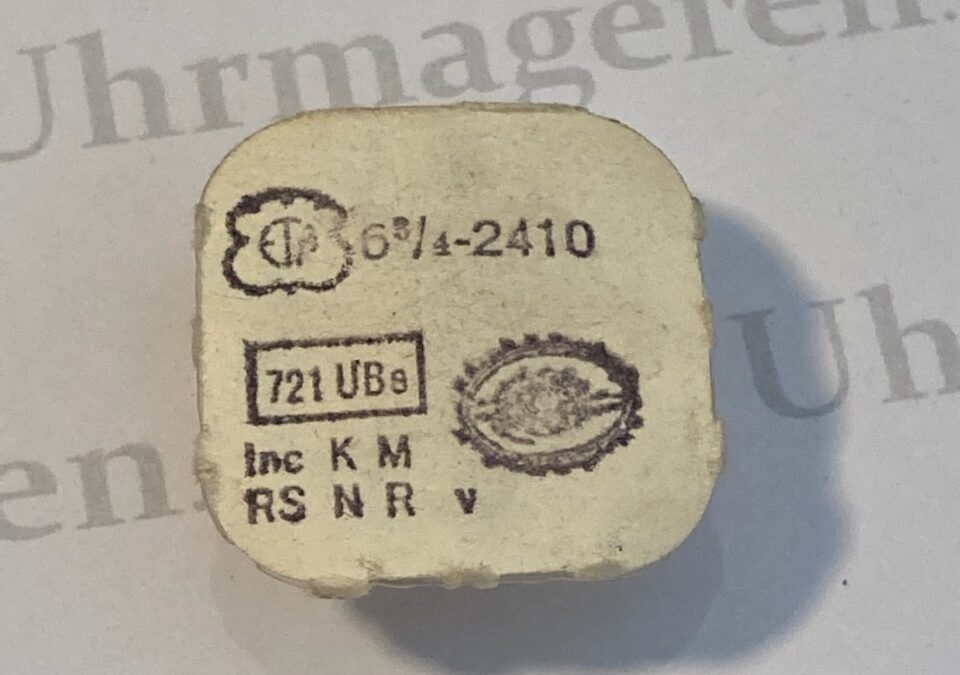 Uhrmageren.
ETA 6³/₄-2410
Uh
721 UBs
en.
Inc K M
RS N R v